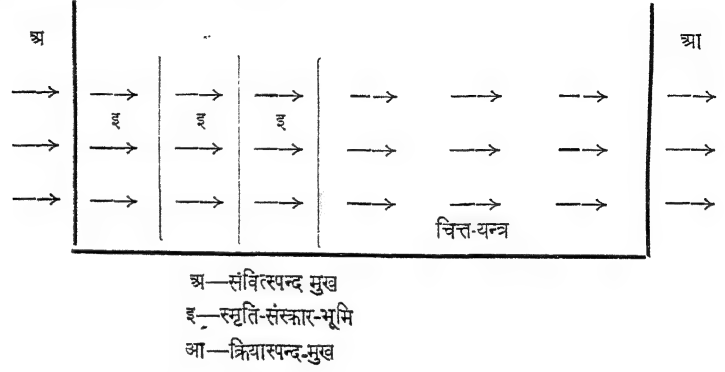 अ आ
इ इ इ
चित्त-यन्त्र
अ—संवित्स्पन्द मुख
इ—स्मृति-संस्कार-भूमि
आ—क्रियास्पन्द-मुख